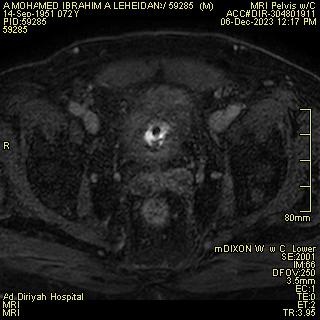 A MOHAMED IBRAHIM A LEHEIDAN:/ 59285 (M)
14-Sep-1951 072Y
PID:59285
59285
MRI Pelvis w/C
ACC#DIR-304801911
06-Dec-2023 12:17 PM
R
80mm
mDIXON W w C Lower
SE:2001
IM:66
DFOV:250
3.5mm
EC:1
TE:0
ET:2
TR:3.95
Ad Diriyah Hospital
MRI
MRI